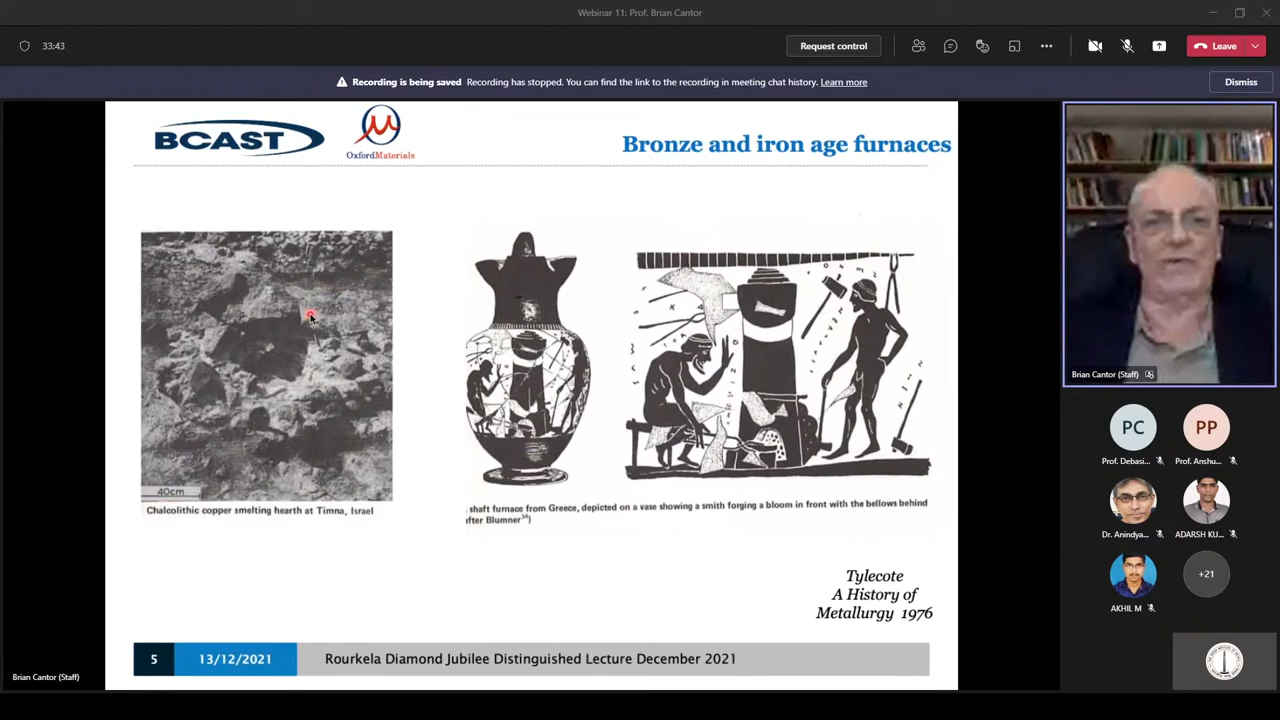 Webinar 11: Prof. Brian Cantor
33:43
Request control
Leave
Recording is being saved Recording has stopped. You can find the link to the recording in meeting chat history. Learn more
Dismiss
BCAST
OxfordMaterials
Bronze and iron age furnaces
40cm
Chalcolithic copper smelting hearth at Timna, Israel
shaft furnace from Greece, depicted on a vase showing a smith forging a bloom in front with the bellows behind
fter Blumner34)
Tylecote
A History of
Metallurgy 1976
5
13/12/2021
Rourkela Diamond Jubilee Distinguished Lecture December 2021
Brian Cantor (Staff)
Brian Cantor (Staff)
PC
PP
Prof. Debasi...
Prof. Anshu...
Dr. Anindya...
ADARSH KU...
AKHIL M
+21